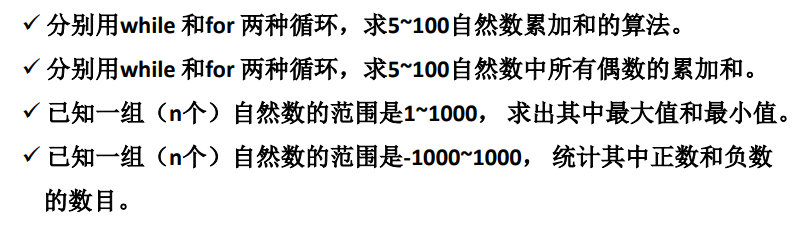 ✓ 分别用while 和for 两种循环，求5~100自然数累加和的算法。
✓ 分别用while 和for 两种循环，求5~100自然数中所有偶数的累加和。
✓ 已知一组（n个）自然数的范围是1~1000， 求出其中最大值和最小值。
✓ 已知一组（n个）自然数的范围是-1000~1000， 统计其中正数和负数
的数目。